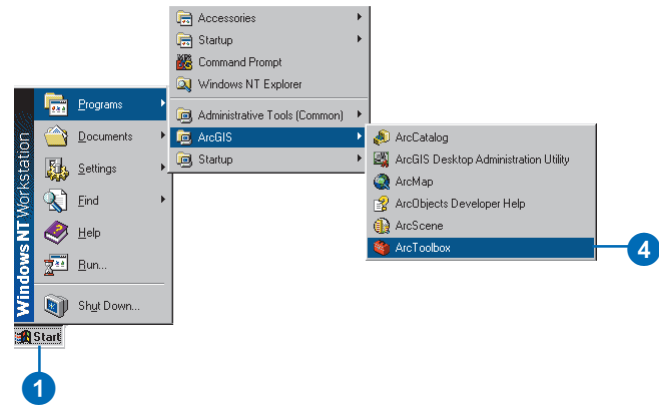 Accessories
Startup
Command Prompt
Windows NT Explorer
Administrative Tools (Common)
ArcGIS
Startup
Programs
Documents
Settings
Find
Help
Run...
Shut Down...
Windows NT Workstation
Start
ArcCatalog
ArcGIS Desktop Administration Utility
ArcMap
ArcObjects Developer Help
ArcScene
ArcToolbox
4
1